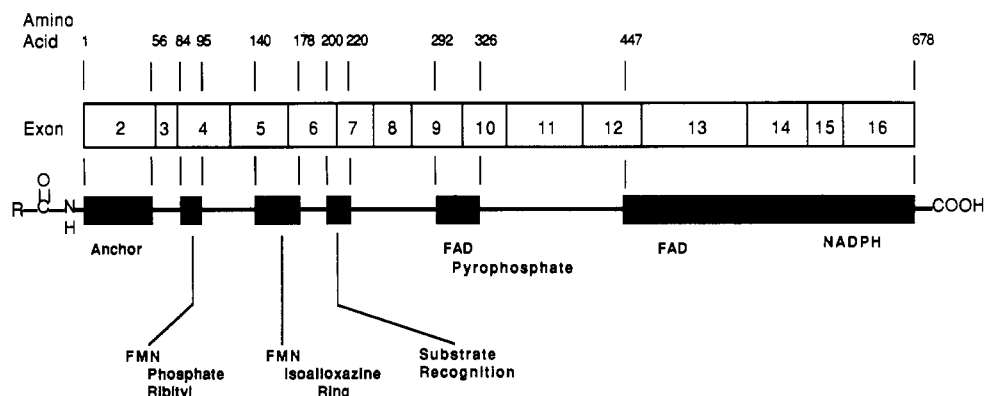 Amino
Acid 1 56 84 95 140 178 200 220 292 326 447 678
Exon 2 3 4 5 6 7 8 9 10 11 12 13 14 15 16
R C O N H COOH
Anchor FAD Pyrophosphate FAD NADPH
FMN Phosphate Ribityl
FMN Isoalloxazine Ring
Substrate Recognition